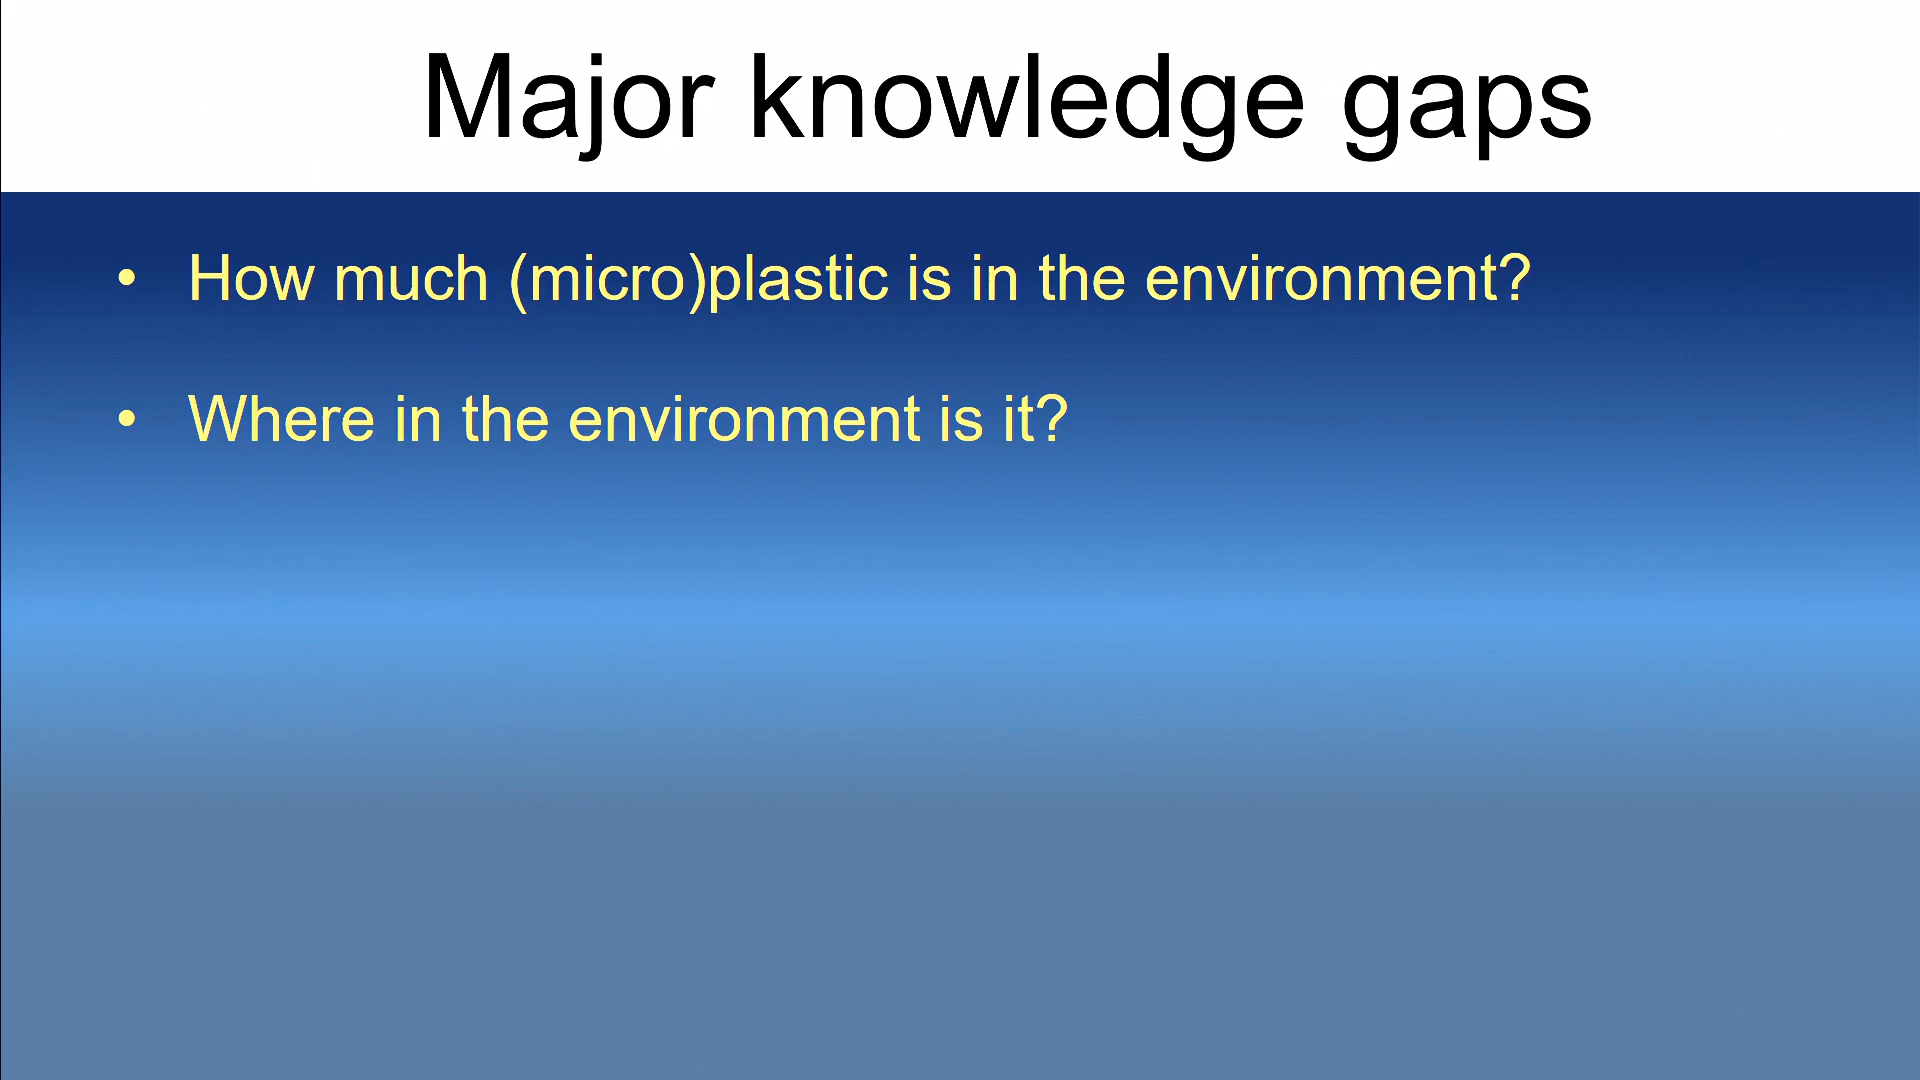 Major knowledge gaps
• How much (micro)plastic is in the environment?
• Where in the environment is it?